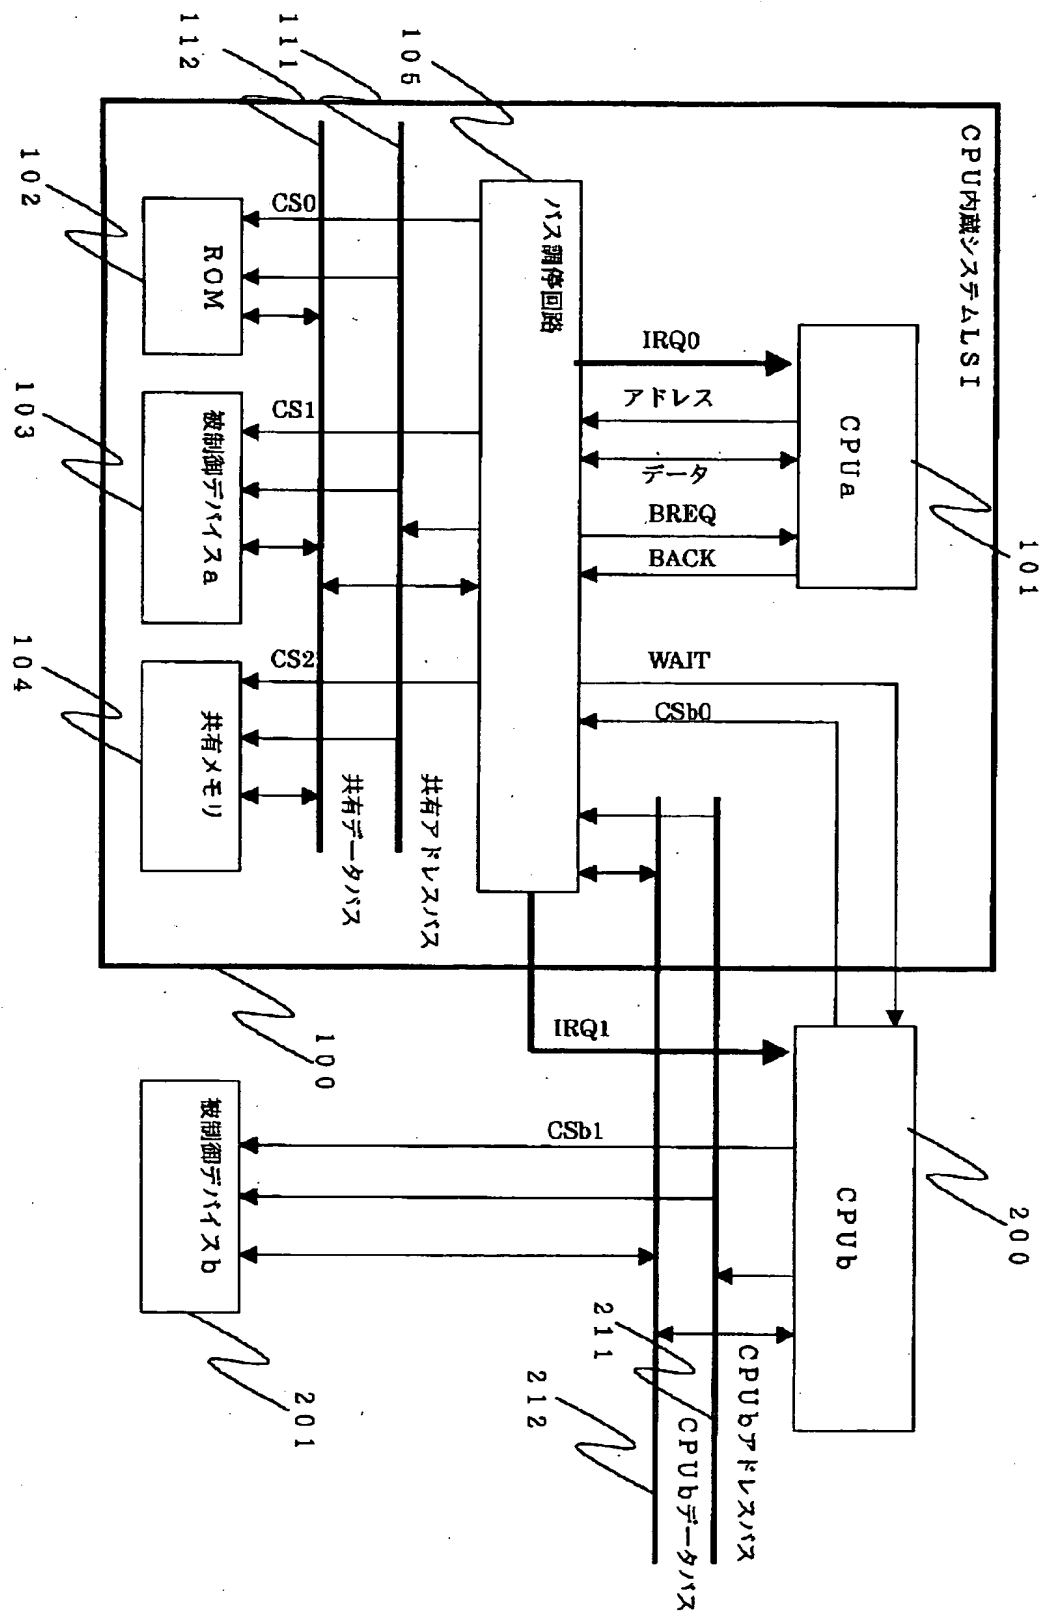 CPU内蔵システムLSI
CPUa
101
IRQ0
アドレス
データ
BREQ
BACK
WAIT
CSb0
105
バス調停回路
111
112
共有アドレスバス
共有データバス
CS0
CS1
CS2
ROM
102
被制御デバイスa
103
共有メモリ
104
100
IRQ1
CPUb
200
CSb1
CPUbアドレスバス
211
CPUbデータバス
212
被制御デバイスb
201